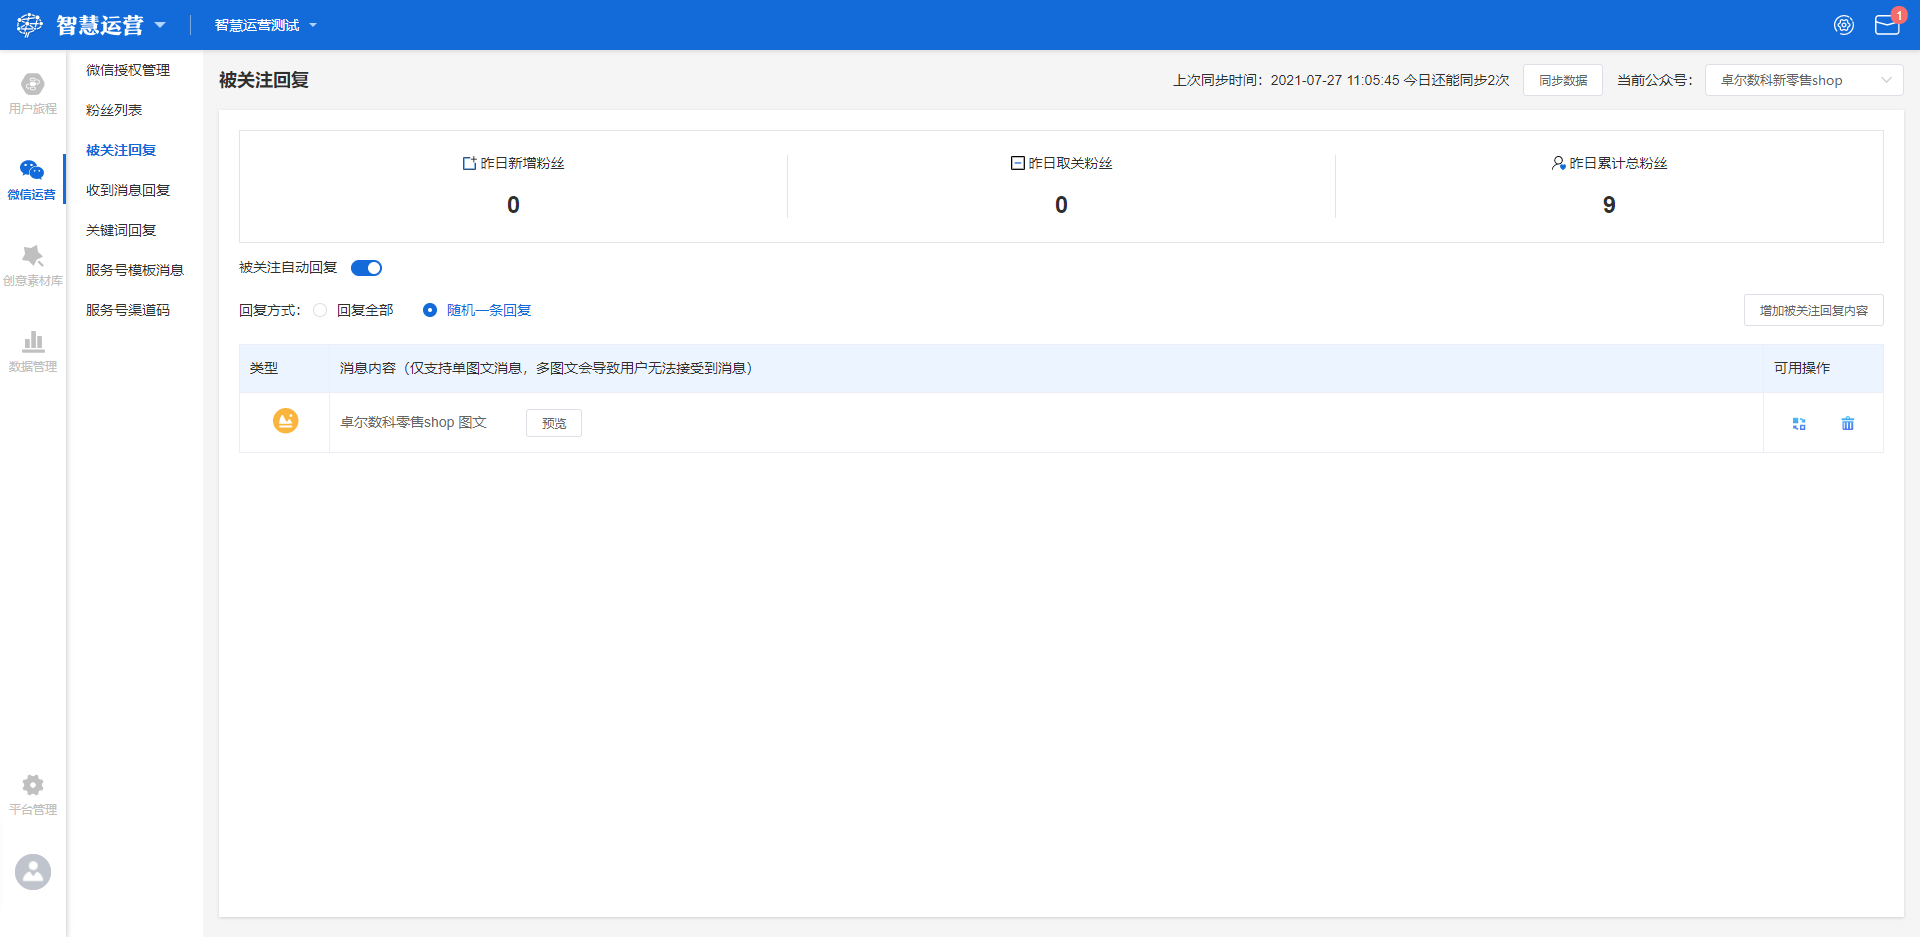 智慧运营
智慧运营测试
1
用户旅程
微信运营
创意素材库
数据管理
平台管理
微信授权管理
粉丝列表
被关注回复
收到消息回复
关键词回复
服务号模板消息
服务号渠道码
被关注回复
上次同步时间：2021-07-27 11:05:45 今日还能同步2次
同步数据
当前公众号：
卓尔数科新零售shop
昨日新增粉丝
0
昨日取关粉丝
0
昨日累计总粉丝
9
被关注自动回复
回复方式： 回复全部 随机一条回复
增加被关注回复内容
类型 消息内容（仅支持单图文消息，多图文会导致用户无法接受到消息） 可用操作
卓尔数科零售shop 图文 预览